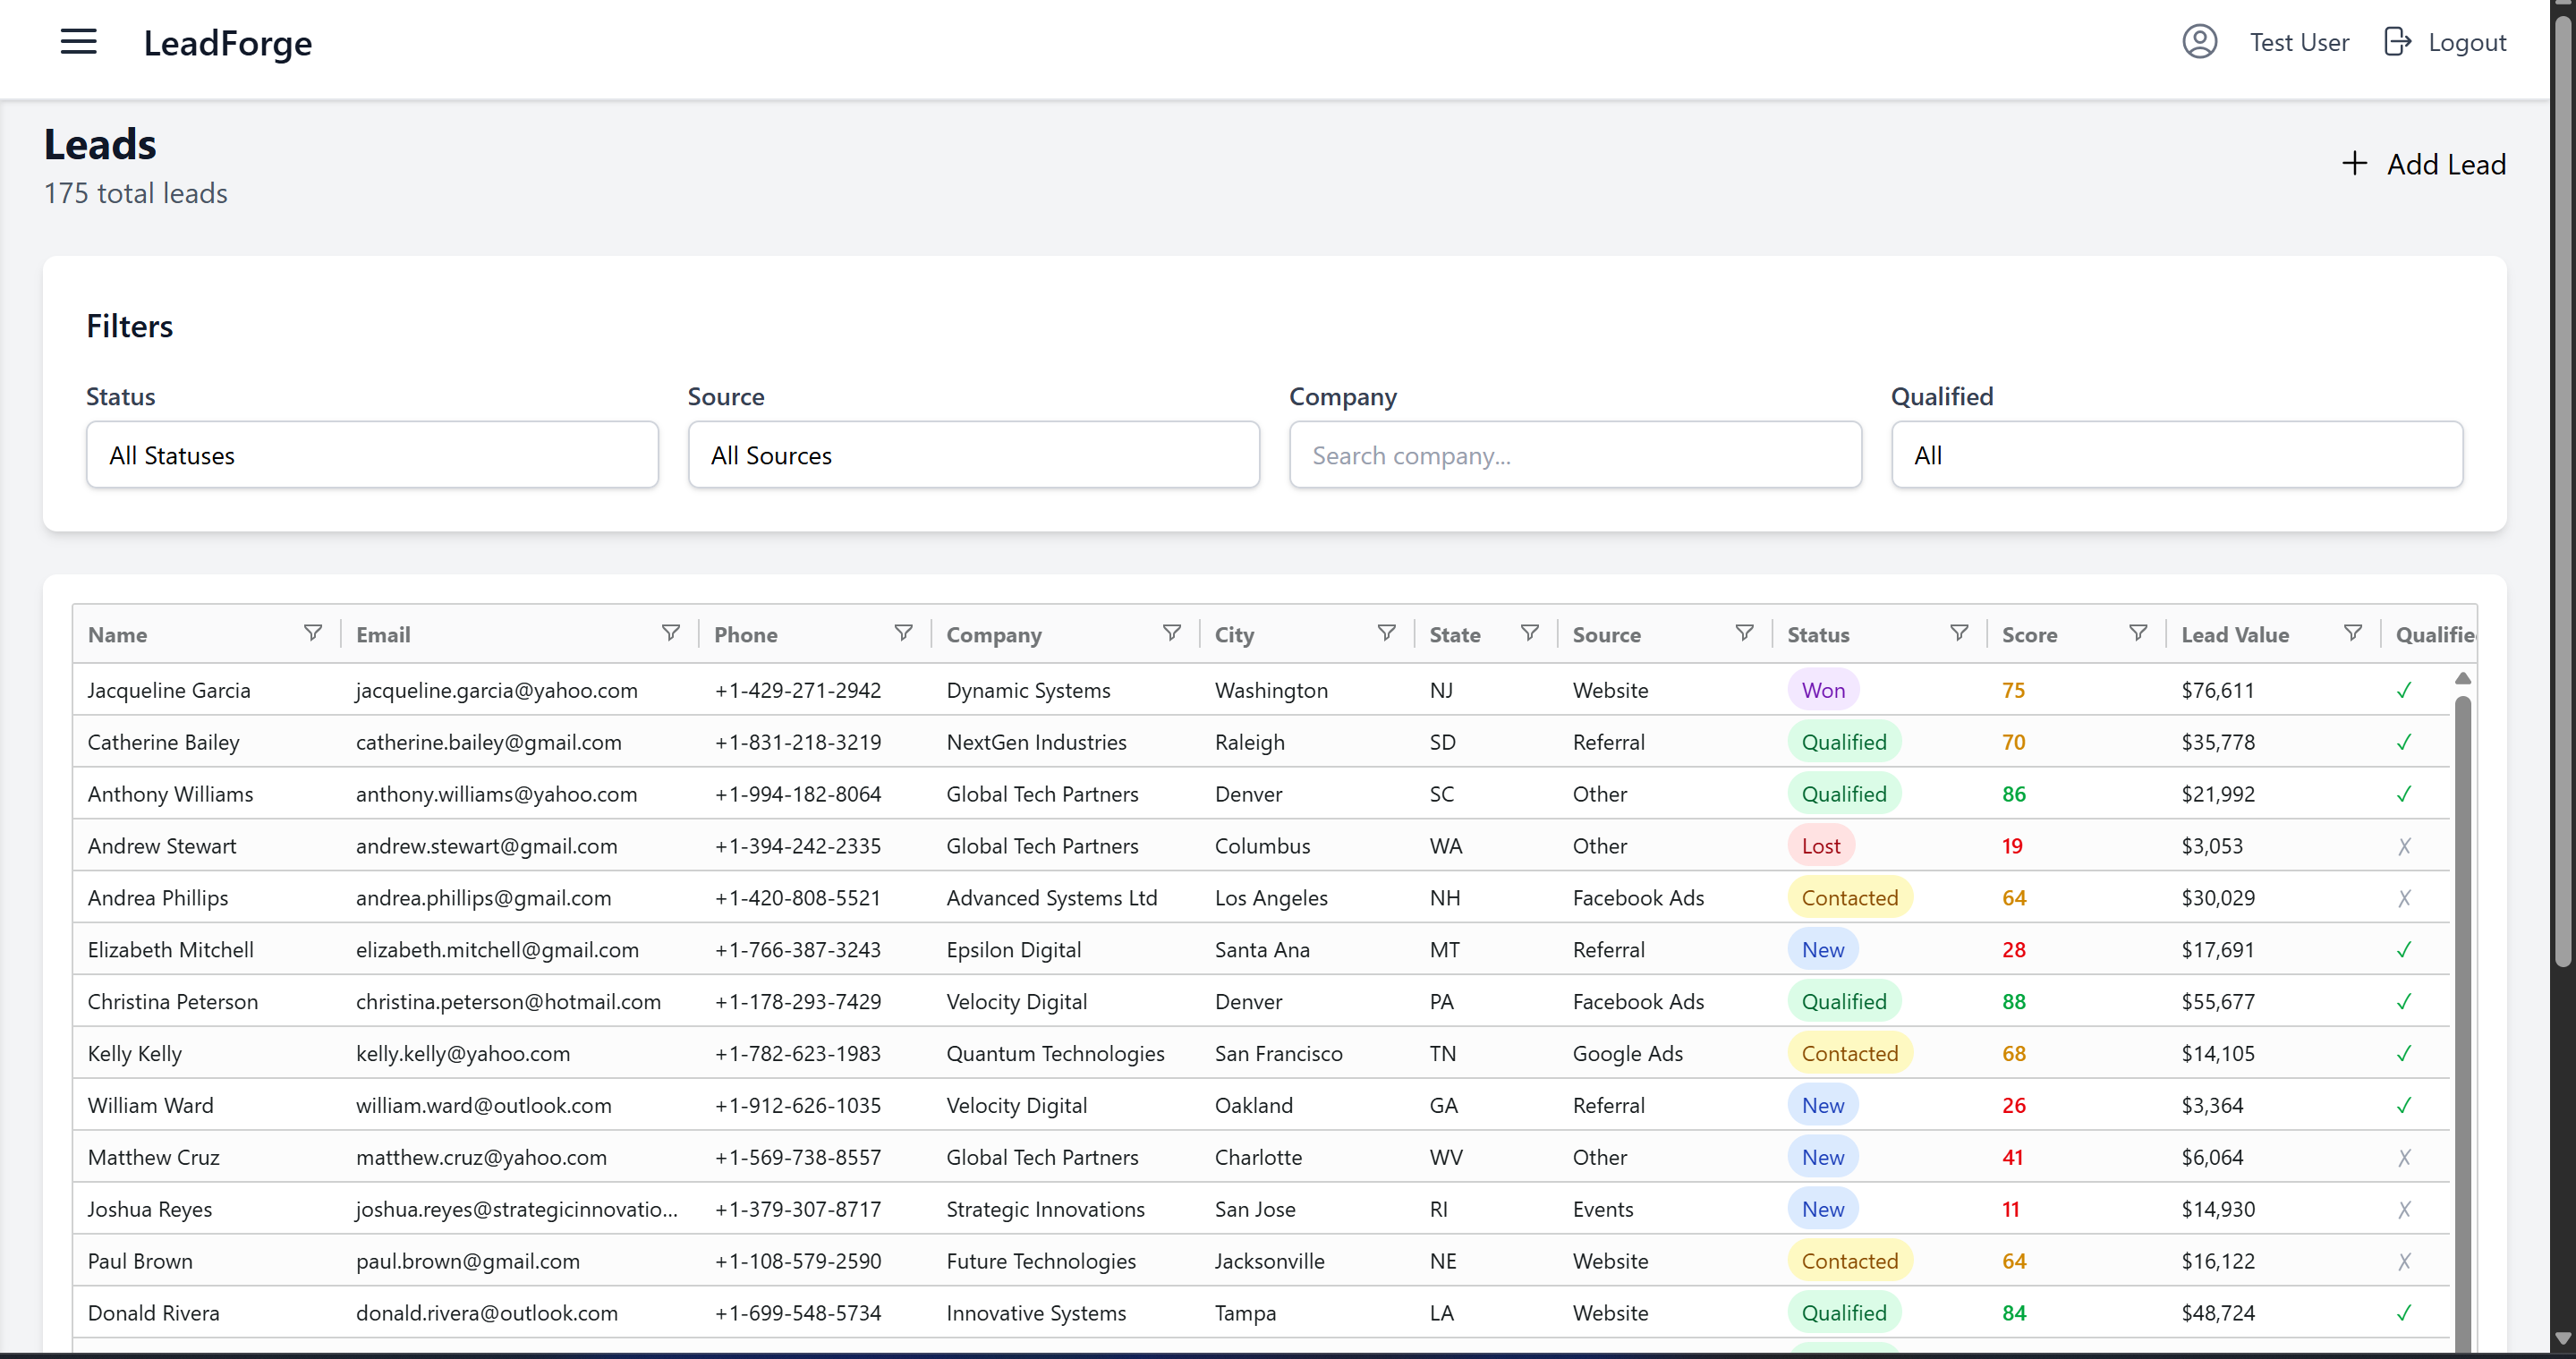 LeadForge
Test User
Logout
Leads
175 total leads
Add Lead
Filters
Status Source Company Qualified
All Statuses All Sources Search company... All
Name Email Phone Company City State Source Status Score Lead Value Qualifie
Jacqueline Garcia jacqueline.garcia@yahoo.com +1-429-271-2942 Dynamic Systems Washington NJ Website Won 75 $76,611 ✓
Catherine Bailey catherine.bailey@gmail.com +1-831-218-3219 NextGen Industries Raleigh SD Referral Qualified 70 $35,778 ✓
Anthony Williams anthony.williams@yahoo.com +1-994-182-8064 Global Tech Partners Denver SC Other Qualified 86 $21,992 ✓
Andrew Stewart andrew.stewart@gmail.com +1-394-242-2335 Global Tech Partners Columbus WA Other Lost 19 $3,053 ✗
Andrea Phillips andrea.phillips@gmail.com +1-420-808-5521 Advanced Systems Ltd Los Angeles NH Facebook Ads Contacted 64 $30,029 ✗
Elizabeth Mitchell elizabeth.mitchell@gmail.com +1-766-387-3243 Epsilon Digital Santa Ana MT Referral New 28 $17,691 ✓
Christina Peterson christina.peterson@hotmail.com +1-178-293-7429 Velocity Digital Denver PA Facebook Ads Qualified 88 $55,677 ✓
Kelly Kelly kelly.kelly@yahoo.com +1-782-623-1983 Quantum Technologies San Francisco TN Google Ads Contacted 68 $14,105 ✓
William Ward william.ward@outlook.com +1-912-626-1035 Velocity Digital Oakland GA Referral New 26 $3,364 ✓
Matthew Cruz matthew.cruz@yahoo.com +1-569-738-8557 Global Tech Partners Charlotte WV Other New 41 $6,064 ✗
Joshua Reyes joshua.reyes@strategicinnovatio... +1-379-307-8717 Strategic Innovations San Jose RI Events New 11 $14,930 ✗
Paul Brown paul.brown@gmail.com +1-108-579-2590 Future Technologies Jacksonville NE Website Contacted 64 $16,122 ✗
Donald Rivera donald.rivera@outlook.com +1-699-548-5734 Innovative Systems Tampa LA Website Qualified 84 $48,724 ✓